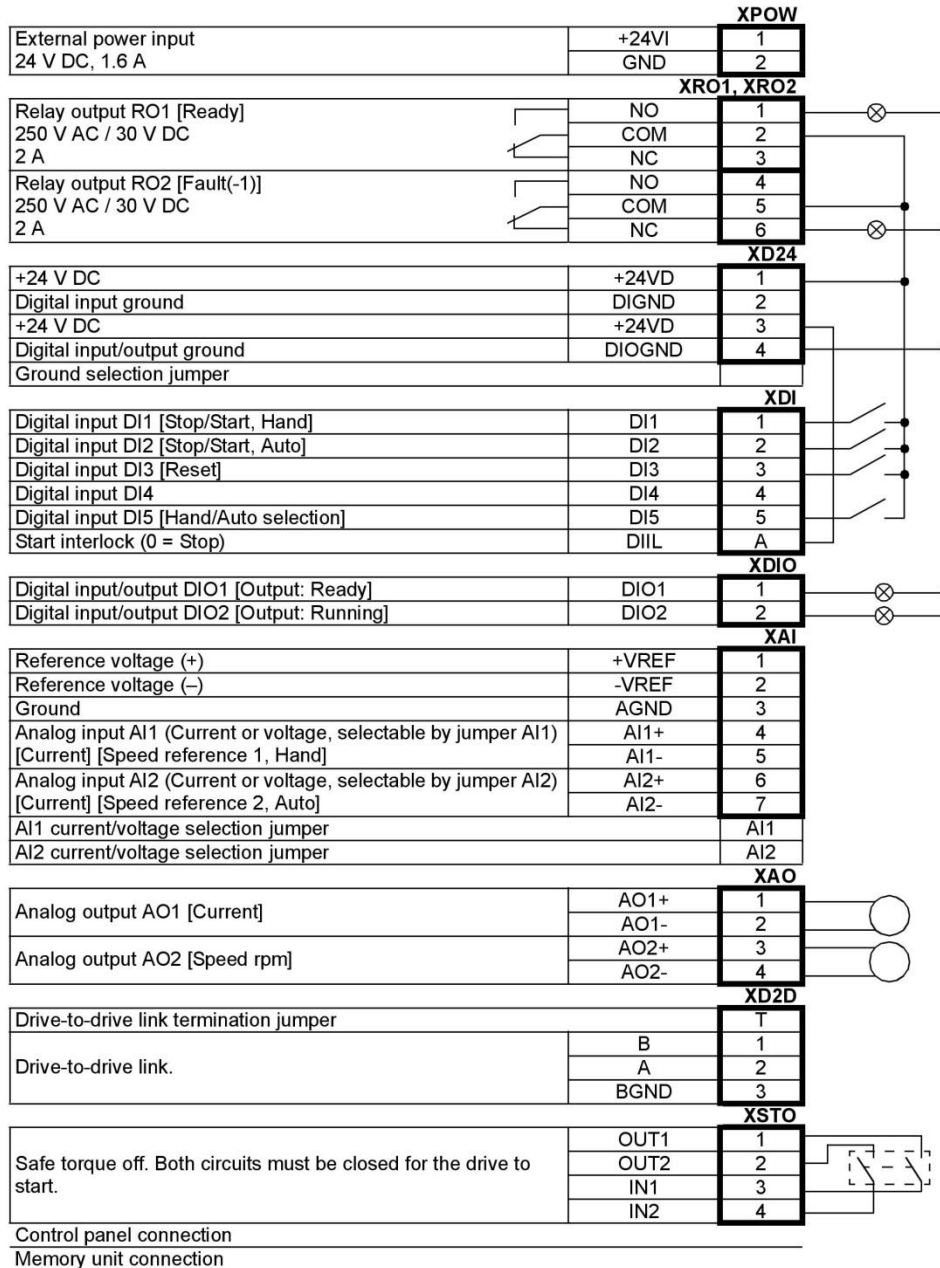 XPOW
External power input +24VI 1
24 V DC, 1.6 A GND 2
XRO1, XRO2
Relay output RO1 [Ready] NO 1
250 V AC / 30 V DC COM 2
2 A NC 3
Relay output RO2 [Fault(-1)] NO 4
250 V AC / 30 V DC COM 5
2 A NC 6
XD24
+24 V DC +24VD 1
Digital input ground DIGND 2
+24 V DC +24VD 3
Digital input/output ground DIOGND 4
Ground selection jumper
XDI
Digital input DI1 [Stop/Start, Hand] DI1 1
Digital input DI2 [Stop/Start, Auto] DI2 2
Digital input DI3 [Reset] DI3 3
Digital input DI4 DI4 4
Digital input DI5 [Hand/Auto selection] DI5 5
Start interlock (0 = Stop) DIIL A
XDIO
Digital input/output DIO1 [Output: Ready] DIO1 1
Digital input/output DIO2 [Output: Running] DIO2 2
XAI
Reference voltage (+) +VREF 1
Reference voltage (–) -VREF 2
Ground AGND 3
Analog input AI1 (Current or voltage, selectable by jumper AI1) AI1+ 4
[Current] [Speed reference 1, Hand] AI1- 5
Analog input AI2 (Current or voltage, selectable by jumper AI2) AI2+ 6
[Current] [Speed reference 2, Auto] AI2- 7
AI1 current/voltage selection jumper AI1
AI2 current/voltage selection jumper AI2
XAO
Analog output AO1 [Current] AO1+ 1
AO1- 2
Analog output AO2 [Speed rpm] AO2+ 3
AO2- 4
XD2D
Drive-to-drive link termination jumper T
B 1
Drive-to-drive link. A 2
BGND 3
XSTO
OUT1 1
Safe torque off. Both circuits must be closed for the drive to OUT2 2
start. IN1 3
IN2 4
Control panel connection
Memory unit connection